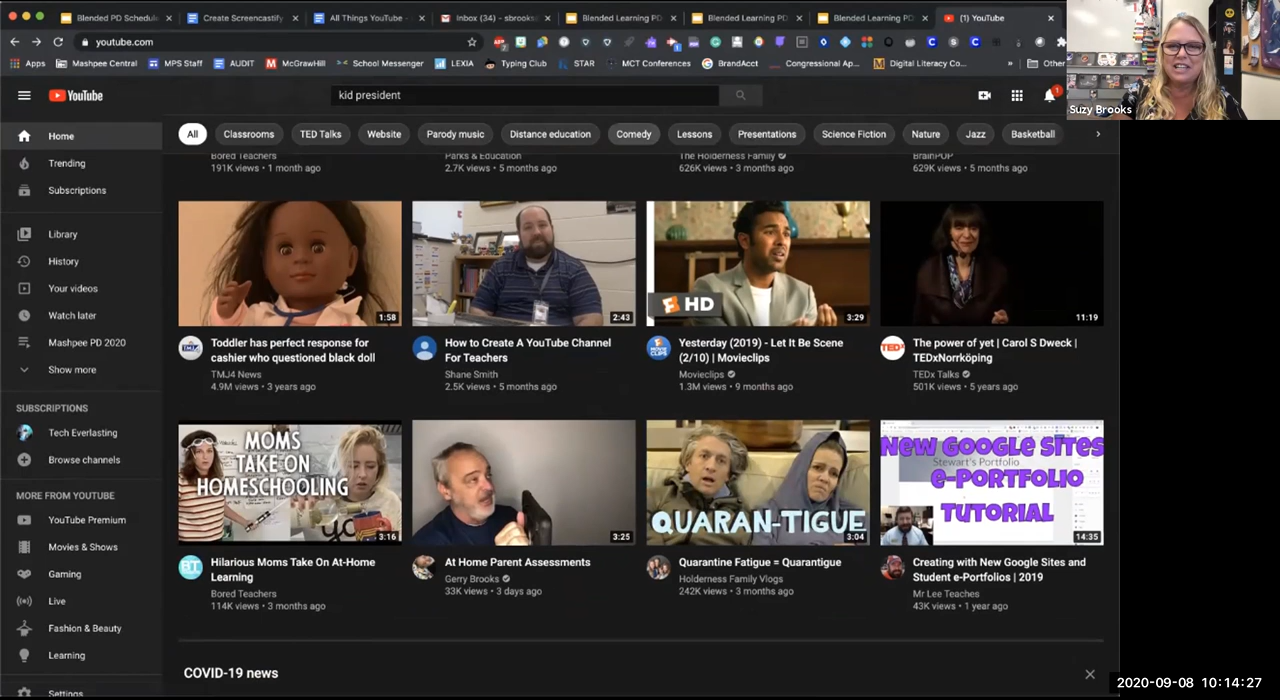 Blended PD Schedul
Create Screencastify
All Things YouTube -
Inbox (34) - sbrooks
Blended Learning PD
Blended Learning PD
Blended Learning PD
(1) YouTube
youtube.com
Apps
Mashpee Central
MPS Staff
AUDIT
McGrawHill
School Messenger
LEXIA
Typing Club
STAR
MCT Conferences
BrandAcct
Congressional Ap...
Digital Literacy Co...
»
Other
Suzy Brooks
YouTube
kid president
1
All
Classrooms
TED Talks
Website
Parody music
Distance education
Comedy
Lessons
Presentations
Science Fiction
Nature
Jazz
Basketball
Home
Trending
Subscriptions
Library
History
Your videos
Watch later
Mashpee PD 2020
Show more
SUBSCRIPTIONS
Tech Everlasting
Browse channels
MORE FROM YOUTUBE
YouTube Premium
Movies & Shows
Gaming
Live
Fashion & Beauty
Learning
Settings
Bored Teachers
191K views • 1 month ago
Parks & Education
2.7K views • 5 months ago
The Holderness Family
626K views • 3 months ago
BrainPOP
629K views • 5 months ago
1:58
Toddler has perfect response for
cashier who questioned black doll
TMJ4 News
4.9M views • 3 years ago
2:43
How to Create A YouTube Channel
For Teachers
Shane Smith
2.5K views • 5 months ago
HD
3:29
Yesterday (2019) - Let It Be Scene
(2/10) | Movieclips
Movieclips
1.3M views • 9 months ago
11:19
The power of yet | Carol S Dweck |
TEDxNorrköping
TEDx Talks
501K views • 5 years ago
MOMS
TAKE ON
HOMESCHOOLING
3:16
Hilarious Moms Take On At-Home
Learning
Bored Teachers
114K views • 3 months ago
3:25
At Home Parent Assessments
Gerry Brooks
33K views • 3 days ago
QUARAN-TIGUE
3:04
Quarantine Fatigue = Quarantigue
Holderness Family Vlogs
242K views • 3 months ago
New Google Sites
Stewart's Portfolio
e-Portfolio
Tutorial
14:35
Creating with New Google Sites and
Student e-Portfolios | 2019
Mr Lee Teaches
43K views • 1 year ago
COVID-19 news
2020-09-08 10:14:27